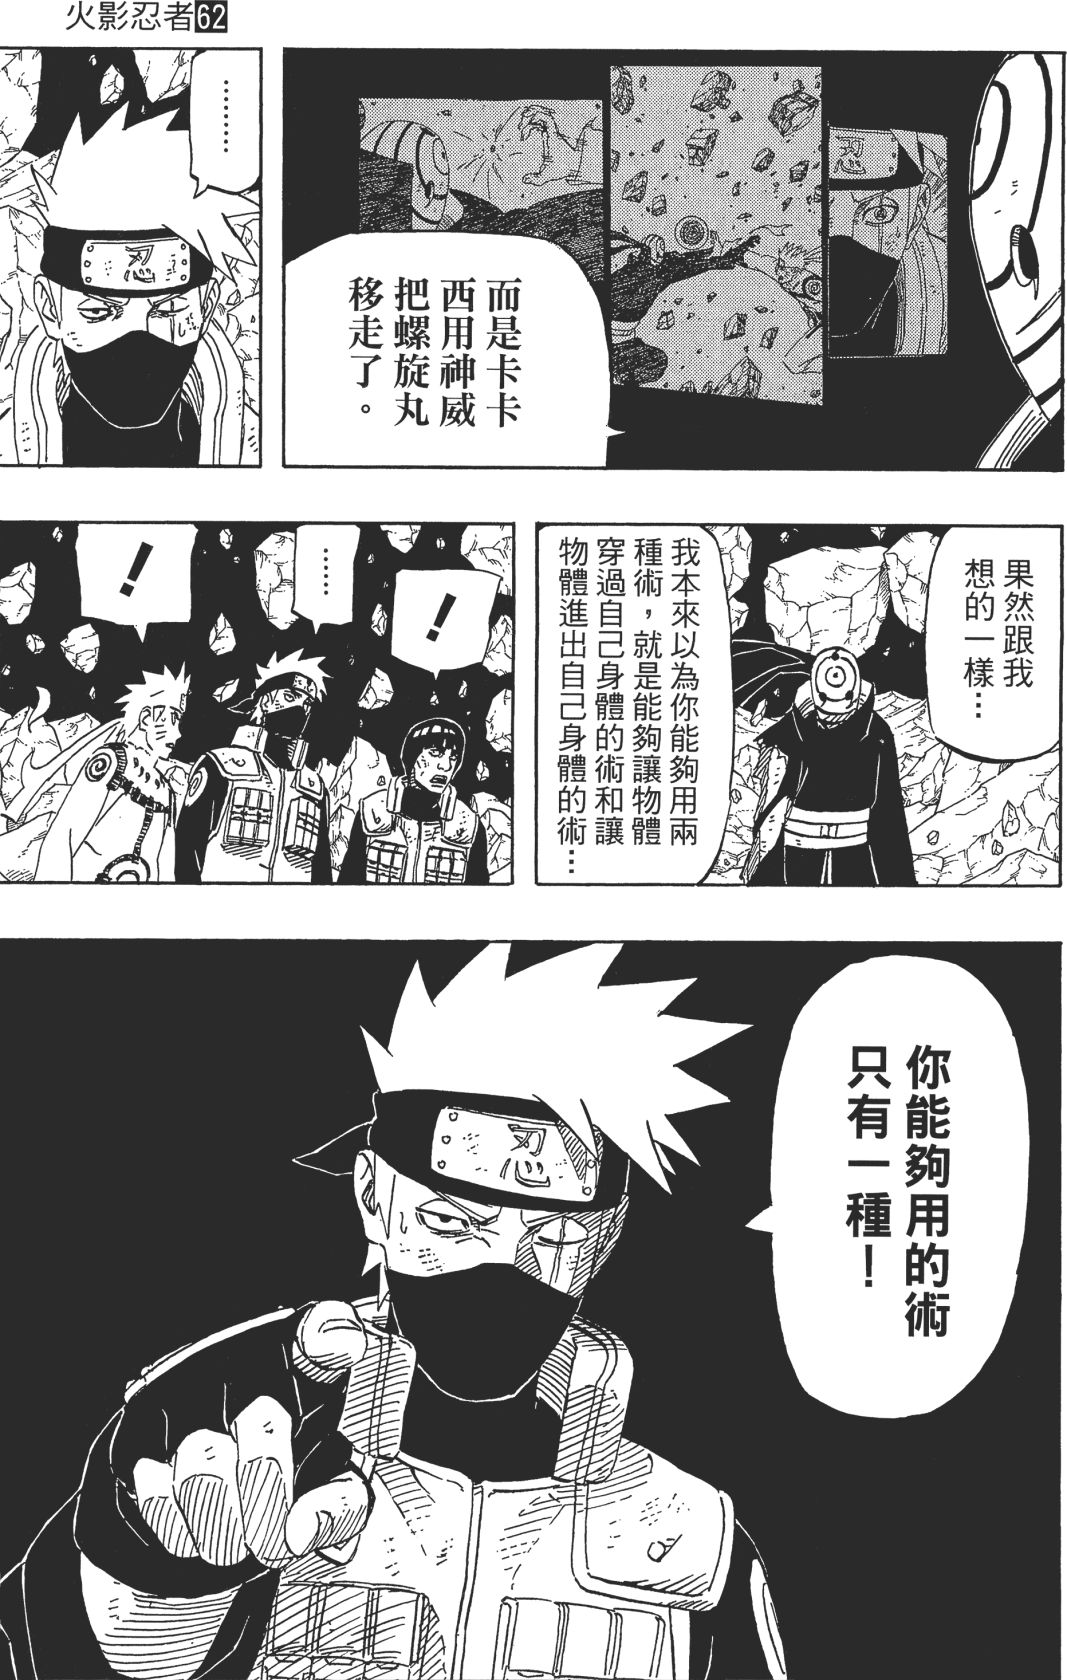 火影忍者62
而是卡卡
西用神威
把螺旋丸
移走了。
………
果然跟我
想的一樣…
我本來以為你能夠用兩
種術，就是能夠讓物體
穿過自己身體的術和讓
物體進出自己身體的術…
！
……
！
你能夠用的術
只有一種！
忍
忍
忍